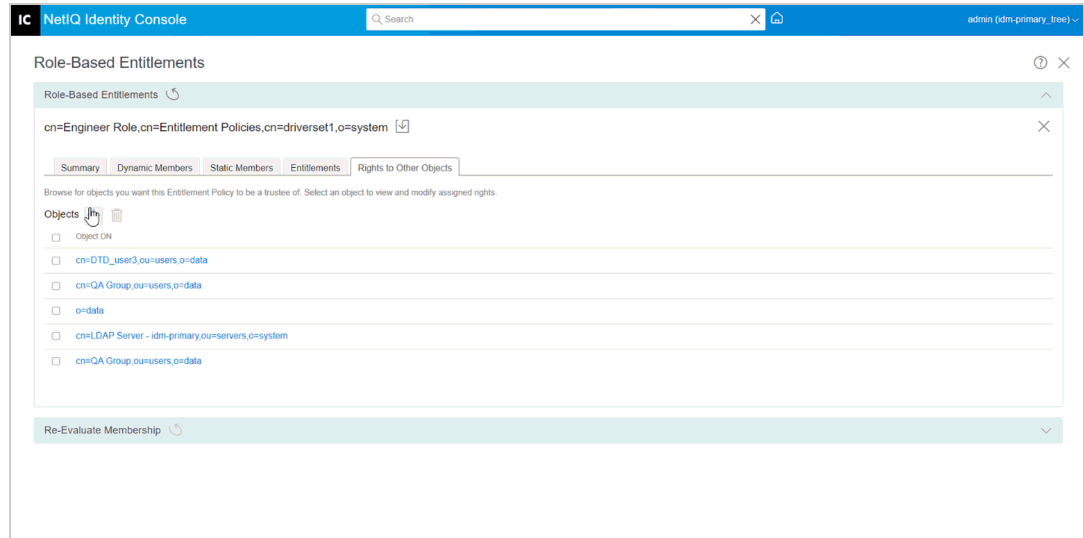 IC NetIQ Identity Console Search admin (idm-primary_tree)
Role-Based Entitlements
Role-Based Entitlements
cn=Engineer Role,cn=Entitlement Policies,cn=driverset1,o=system
Summary Dynamic Members Static Members Entitlements Rights to Other Objects
Browse for objects you want this Entitlement Policy to be a trustee of. Select an object to view and modify assigned rights.
Objects
Object DN
cn=DTD_user3,ou=users,o=data
cn=QA Group,ou=users,o=data
o=data
cn=LDAP Server - idm-primary,ou=servers,o=system
cn=QA Group,ou=users,o=data
Re-Evaluate Membership